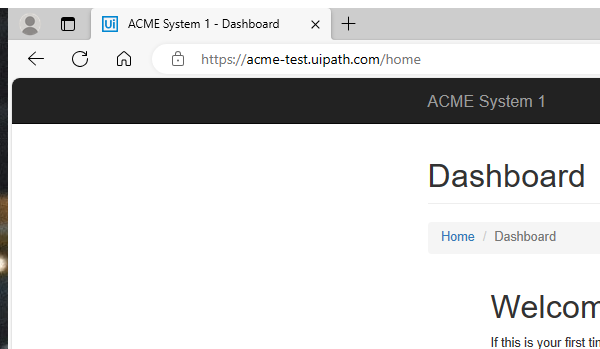 Ui ACME System 1 - Dashboard
https://acme-test.uipath.com/home
ACME System 1
Dashboard
Home / Dashboard
Welcom
If this is your first tin